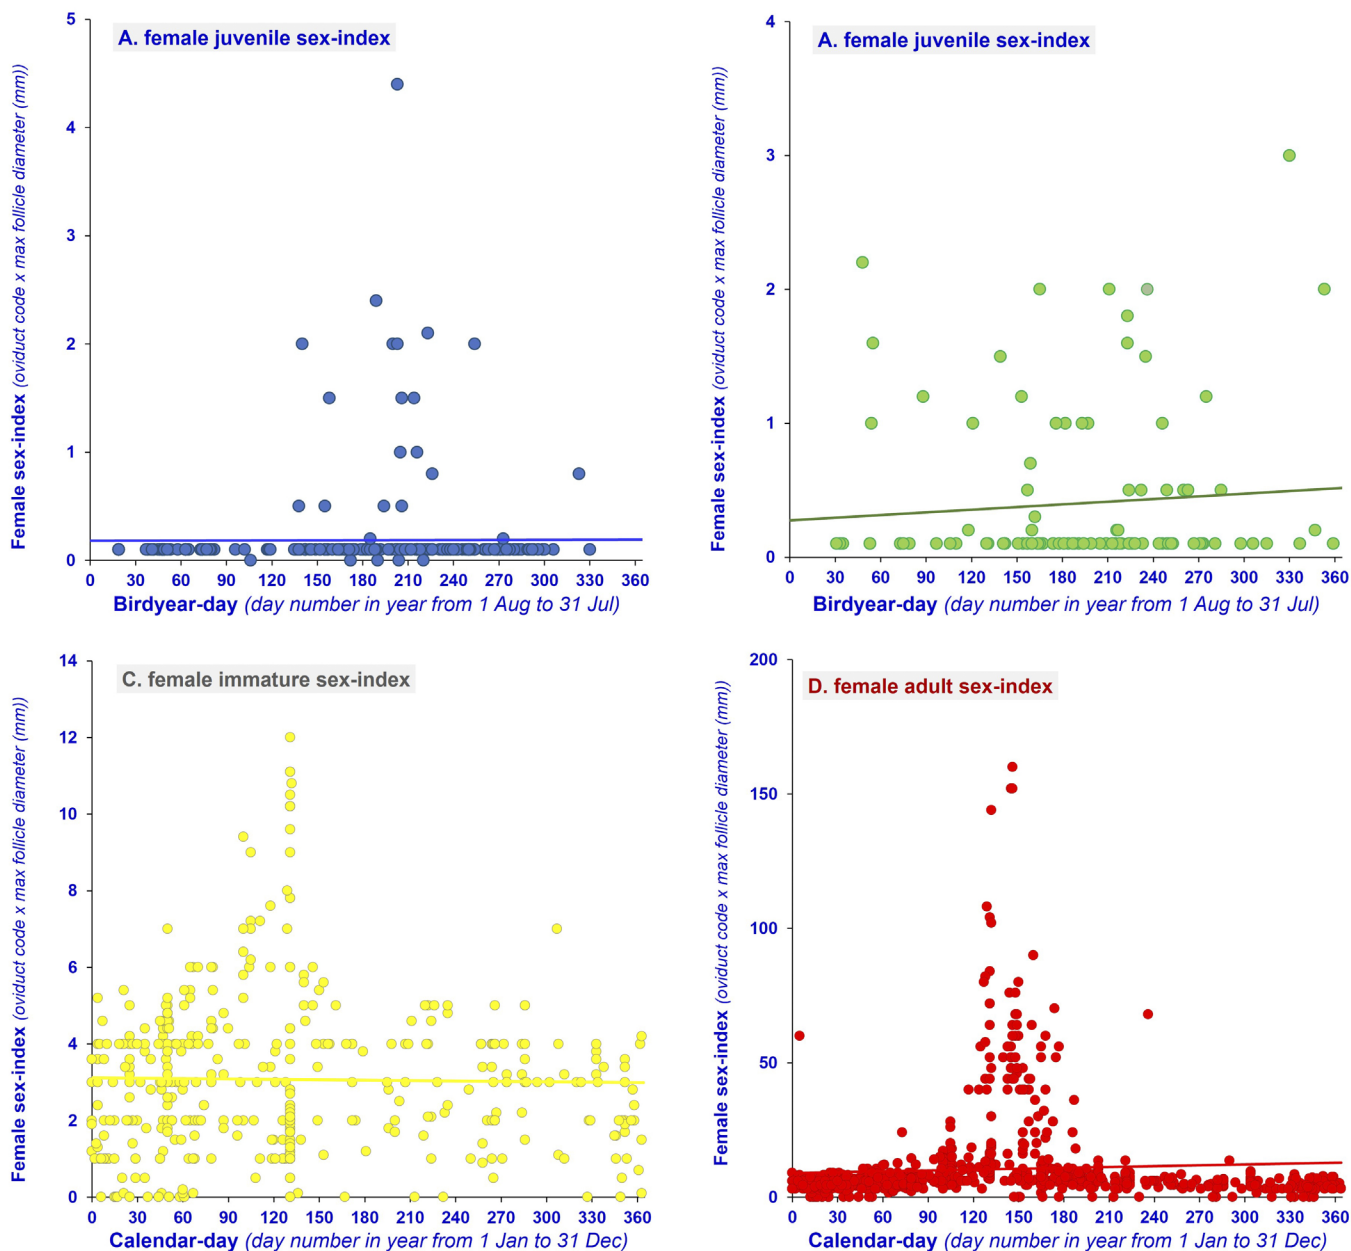 A. female juvenile sex-index
Female sex-index (oviduct code x max follicle diameter (mm))
5
4
3
2
1
0
0 30 60 90 120 150 180 210 240 270 300 330 360
Birdyear-day (day number in year from 1 Aug to 31 Jul)
A. female juvenile sex-index
Female sex-index (oviduct code x max follicle diameter (mm))
4
3
2
1
0
0 30 60 90 120 150 180 210 240 270 300 330 360
Birdyear-day (day number in year from 1 Aug to 31 Jul)
C. female immature sex-index
Female sex-index (oviduct code x max follicle diameter (mm))
14
12
10
8
6
4
2
0
0 30 60 90 120 150 180 210 240 270 300 330 360
Calendar-day (day number in year from 1 Jan to 31 Dec)
D. female adult sex-index
Female sex-index (oviduct code x max follicle diameter (mm))
200
150
100
50
0
0 30 60 90 120 150 180 210 240 270 300 330 360
Calendar-day (day number in year from 1 Jan to 31 Dec)